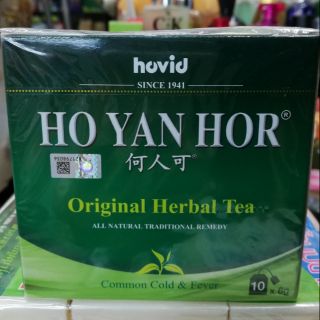 hovid
SINCE 1941
HO YAN HOR®
何人可®
Original Herbal Tea
ALL NATURAL TRADITIONAL REMEDY
Common Cold & Fever
10 x 6g